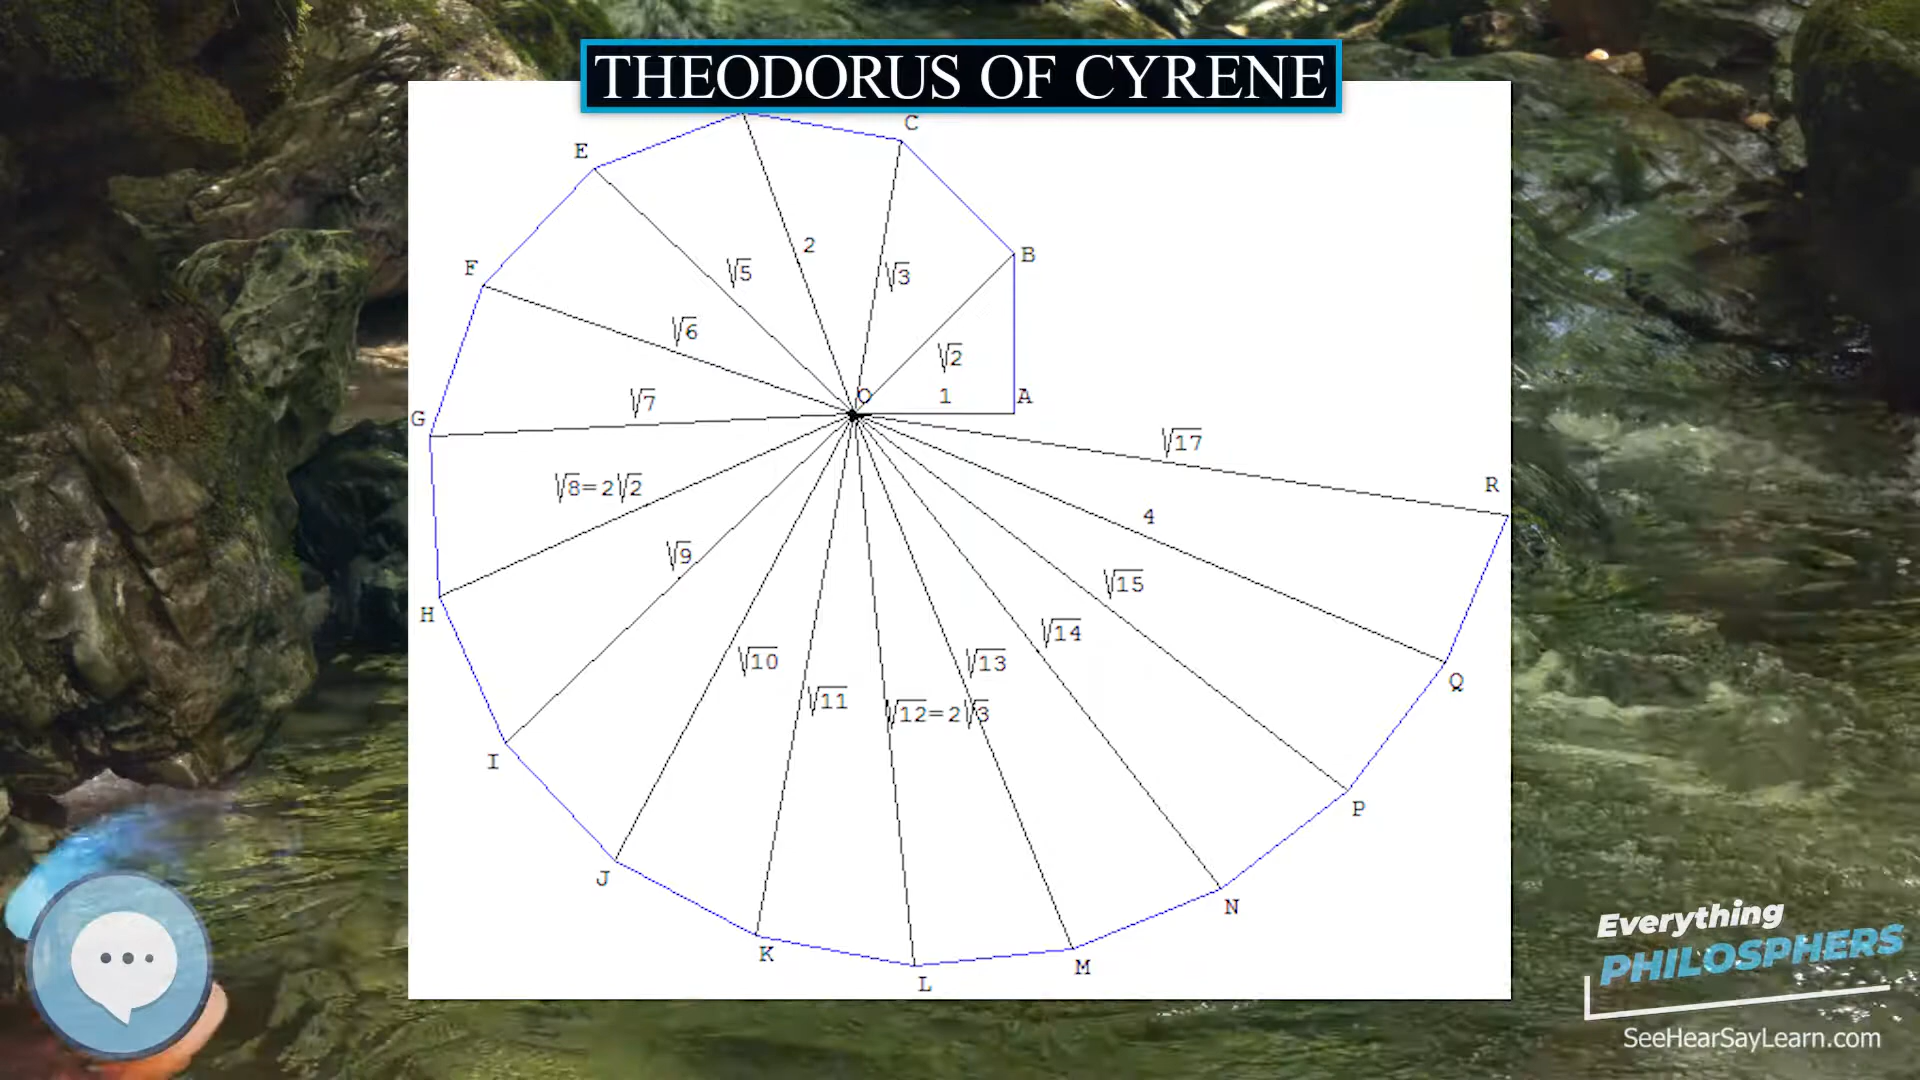 THEODORUS OF CYRENE
C
E
B
2
F
√5
√3
√6
√2
O
1
A
√7
G
√17
R
√8=2√2
4
√9
√15
H
√14
√13
√10
Q
√11
√12=2√3
I
P
J
N
K
M
L
Everything
PHILOSPHERS
SeeHearSayLearn.com